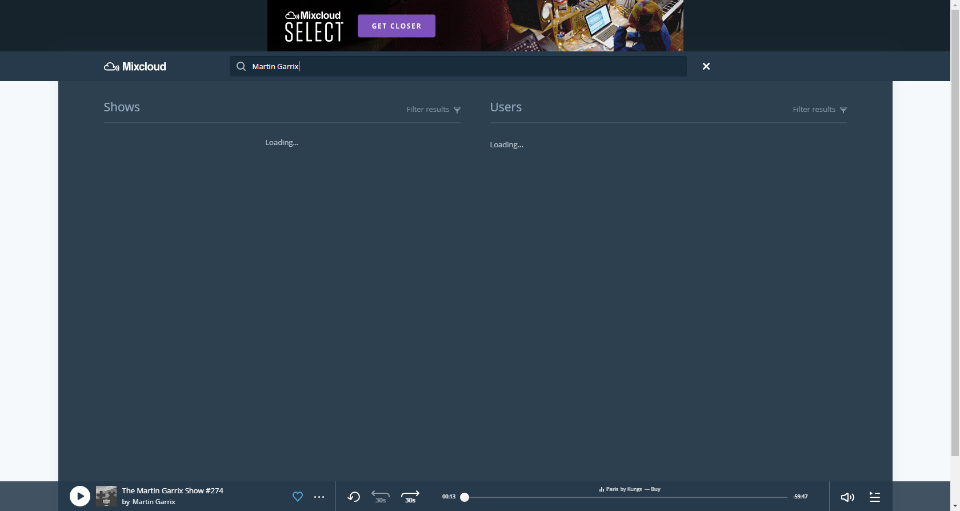 Mixcloud
SELECT
GET CLOSER
Mixcloud
Martin Garrix
Shows
Filter results
Users
Filter results
Loading...
Loading...
The Martin Garrix Show #274
by Martin Garrix
30s
30s
00:13
Paris by Kungs — Buy
-59:47